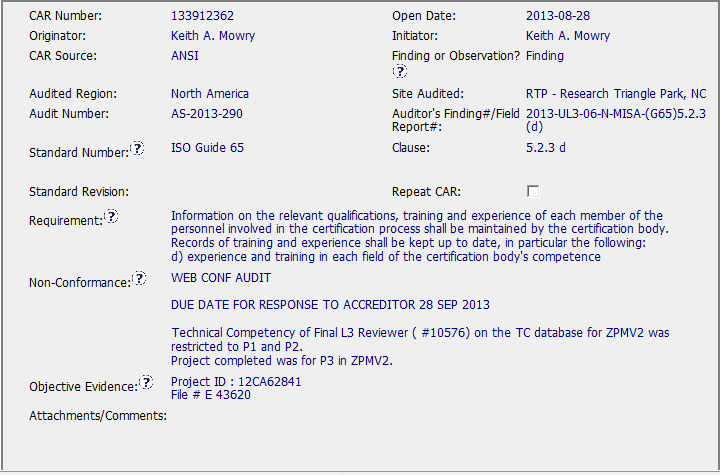 CAR Number: 133912362 Open Date: 2013-08-28
Originator: Keith A. Mowry Initiator: Keith A. Mowry
CAR Source: ANSI Finding or Observation? Finding
?
Audited Region: North America Site Audited: RTP - Research Triangle Park, NC
Audit Number: AS-2013-290 Auditor's Finding#/Field 2013-UL3-06-N-MISA-(G65)5.2.3
Report#: (d)
Standard Number: ? ISO Guide 65 Clause: 5.2.3 d
Standard Revision: Repeat CAR:
Requirement: ? Information on the relevant qualifications, training and experience of each member of the
personnel involved in the certification process shall be maintained by the certification body.
Records of training and experience shall be kept up to date, in particular the following:
d) experience and training in each field of the certification body's competence
Non-Conformance: ? WEB CONF AUDIT
DUE DATE FOR RESPONSE TO ACCREDITOR 28 SEP 2013
Technical Competency of Final L3 Reviewer ( #10576) on the TC database for ZPMV2 was
restricted to P1 and P2.
Project completed was for P3 in ZPMV2.
Objective Evidence: ? Project ID : 12CA62841
File # E 43620
Attachments/Comments: